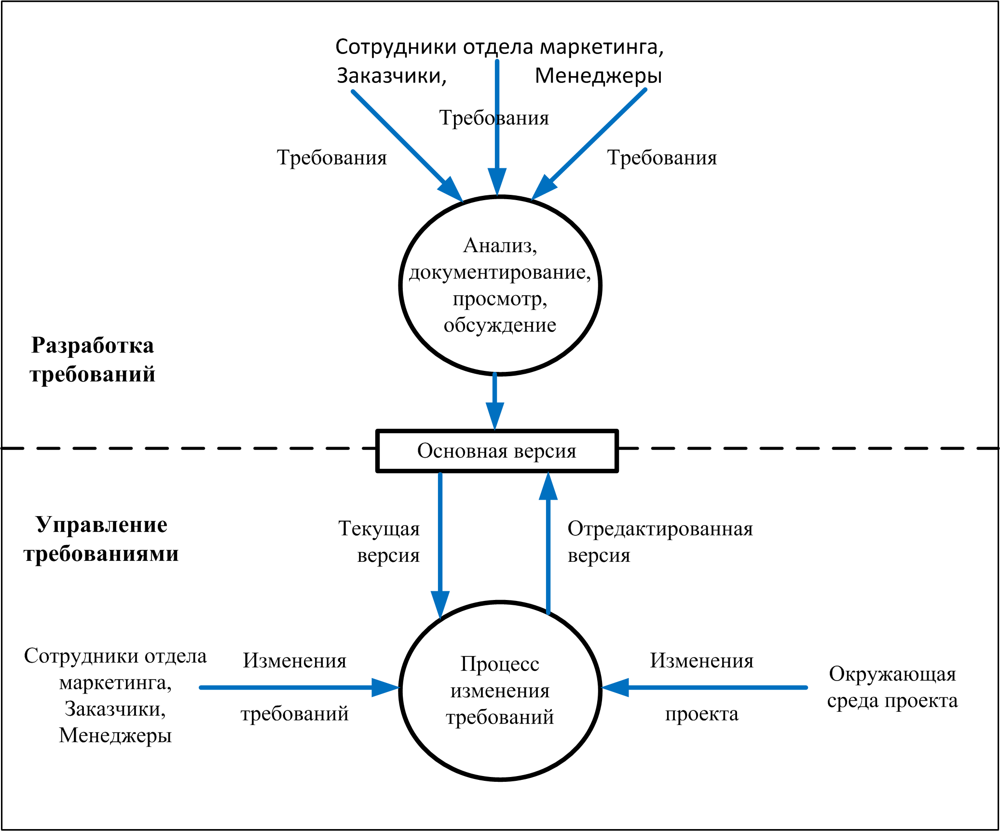 Сотрудники отдела маркетинга,
Заказчики, Менеджеры
Требования
Требования
Требования
Анализ,
документирование,
просмотр,
обсуждение
Разработка
требований
Основная версия
Управление
требованиями
Текущая
версия
Отредактированная
версия
Сотрудники отдела
маркетинга,
Заказчики,
Менеджеры
Изменения
требований
Процесс
изменения
требований
Изменения
проекта
Окружающая
среда проекта